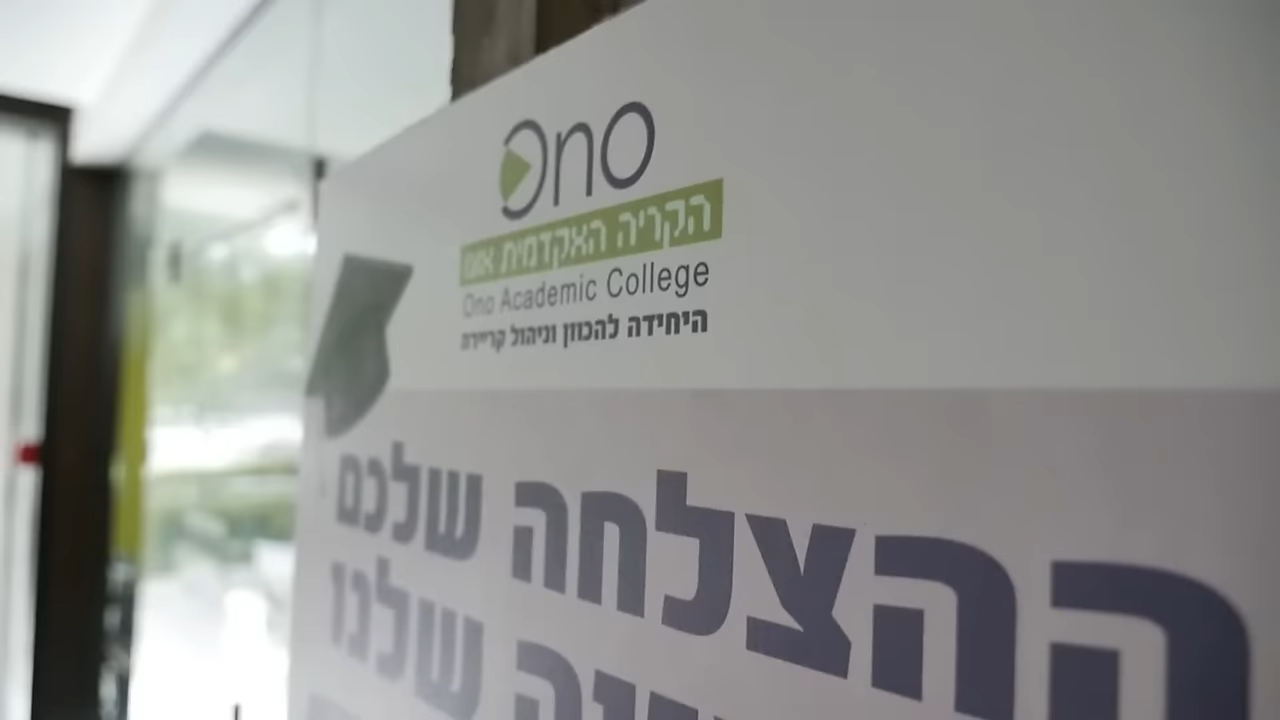 Ono
הקריה האקדמית אונו
Ono Academic College
היחידה להכוון וניהול קריירה
ההצלחה שלכם
שלנו